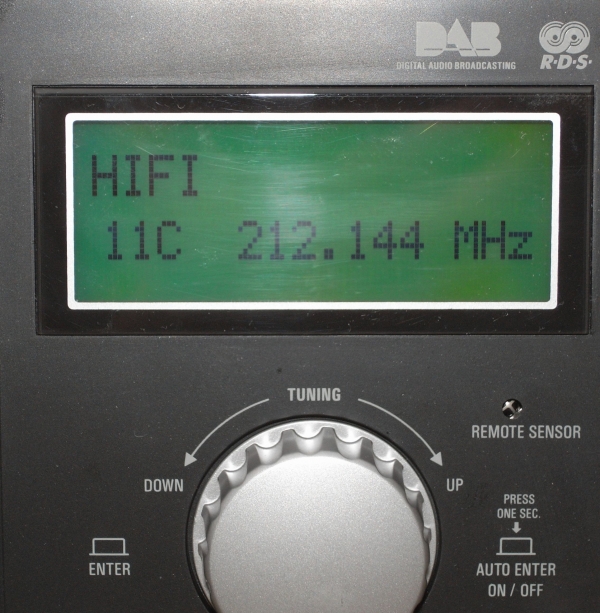 DAB
DIGITAL AUDIO BROADCASTING
R·D·S·
HIFI
11C 212.144 MHz
TUNING
REMOTE SENSOR
DOWN
UP
PRESS
ONE SEC.
ENTER
AUTO ENTER
ON / OFF